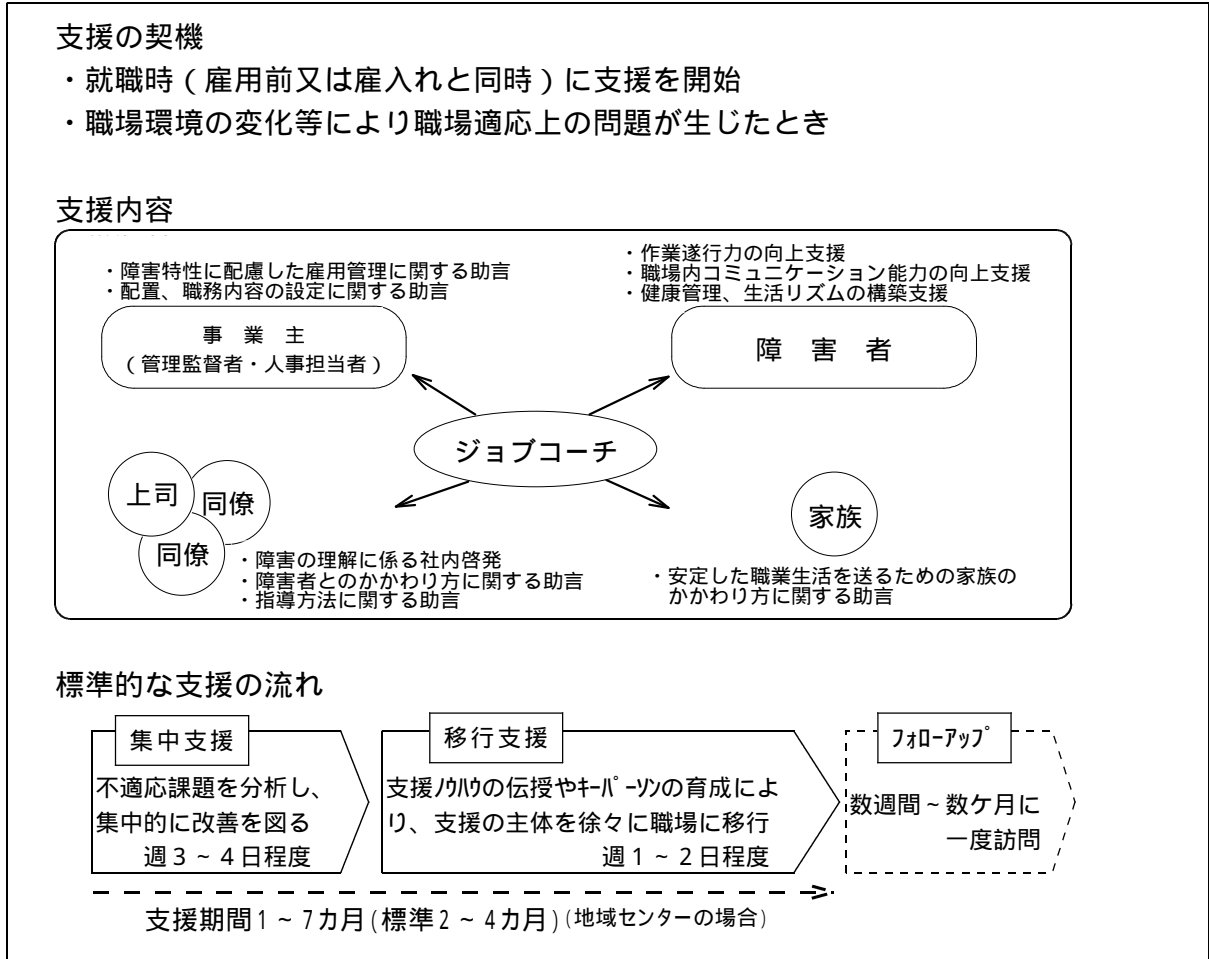 支援の契機
・就職時（雇用前又は雇入れと同時）に支援を開始
・職場環境の変化等により職場適応上の問題が生じたとき
支援内容
・障害特性に配慮した雇用管理に関する助言
・配置、職務内容の設定に関する助言
事　業　主
（管理監督者・人事担当者）
・作業遂行力の向上支援
・職場内コミュニケーション能力の向上支援
・健康管理、生活リズムの構築支援
障　害　者
ジョブコーチ
上司
同僚
同僚
・障害の理解に係る社内啓発
・障害者とのかかわり方に関する助言
・指導方法に関する助言
家族
・安定した職業生活を送るための家族の
かかわり方に関する助言
標準的な支援の流れ
集中支援
不適応課題を分析し、
集中的に改善を図る
週３～４日程度
移行支援
支援ﾉｳﾊｳの伝授やｷｰﾊﾟｰｿﾝの育成によ
り、支援の主体を徐々に職場に移行
週１～２日程度
ﾌｫﾛｰｱｯﾌﾟ
数週間～数ケ月に
一度訪問
支援期間１～７カ月(標準２～４カ月)(地域センターの場合)